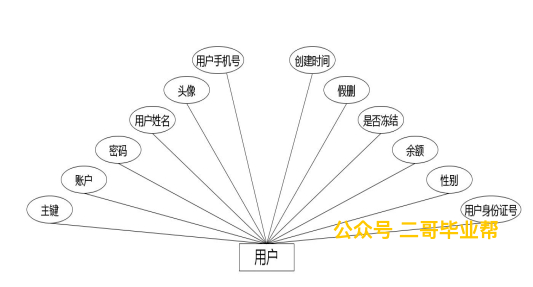 用户手机号
创建时间
头像
假删
用户姓名
是否冻结
密码
余额
账户
性别
主键
用户身份证号
公众号 二哥毕业帮
用户